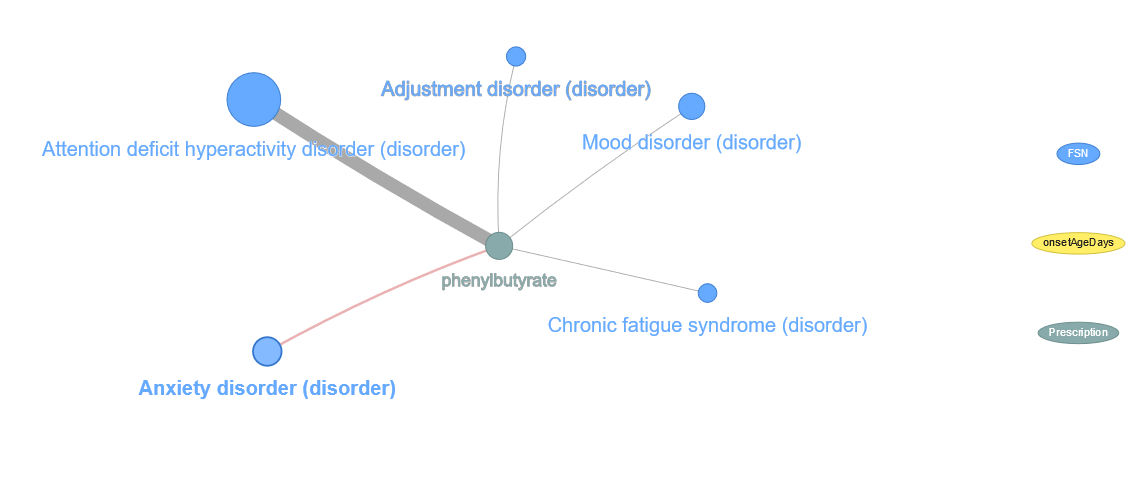 Adjustment disorder (disorder)
Mood disorder (disorder)
Attention deficit hyperactivity disorder (disorder)
FSN
onsetAgeDays
phenylbutyrate
Chronic fatigue syndrome (disorder)
Prescription
Anxiety disorder (disorder)